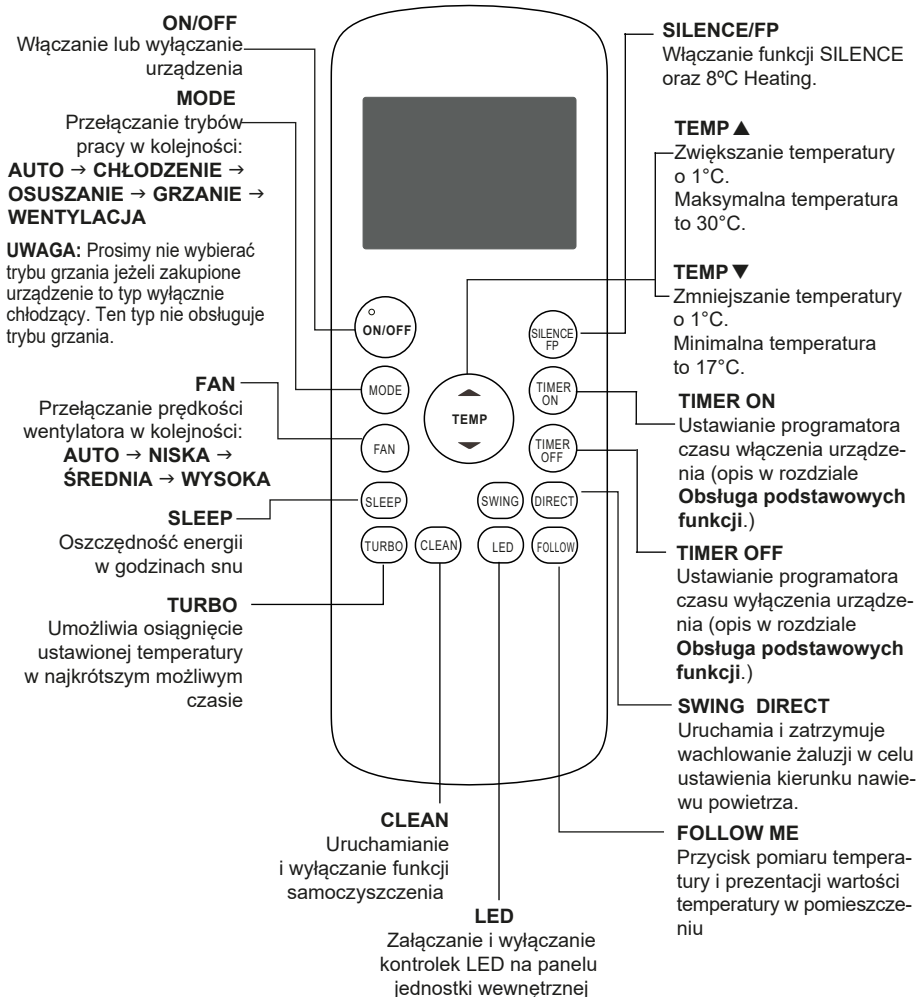 ON/OFF
Włączanie lub wyłączanie
urządzenia
MODE
Przełączanie trybów
pracy w kolejności:
AUTO → CHŁODZENIE →
OSUSZANIE → GRZANIE →
WENTYLACJA
UWAGA: Prosimy nie wybierać
trybu grzania jeżeli zakupione
urządzenie to typ wyłącznie
chłodzący. Ten typ nie obsługuje
trybu grzania.
FAN
Przełączanie prędkości
wentylatora w kolejności:
AUTO → NISKA →
ŚREDNIA → WYSOKA
SLEEP
Oszczędność energii
w godzinach snu
TURBO
Umożliwia osiągnięcie
ustawionej temperatury
w najkrótszym możliwym
czasie
ON/OFF
SILENCE
FP
MODE
TEMP
TIMER
ON
FAN
TIMER
OFF
SLEEP
SWING
DIRECT
TURBO
CLEAN
LED
FOLLOW
SILENCE/FP
Włączanie funkcji SILENCE
oraz 8ºC Heating.
TEMP▲
Zwiększanie temperatury
o 1°C.
Maksymalna temperatura
to 30°C.
TEMP▼
Zmniejszanie temperatury
o 1°C.
Minimalna temperatura
to 17°C.
TIMER ON
Ustawianie programatora
czasu włączenia urządze-
nia (opis w rozdziale
Obsługa podstawowych
funkcji.)
TIMER OFF
Ustawianie programatora
czasu wyłączenia urządze-
nia (opis w rozdziale
Obsługa podstawowych
funkcji.)
SWING DIRECT
Uruchamia i zatrzymuje
wachlowanie żaluzji w celu
ustawienia kierunku nawie-
wu powietrza.
FOLLOW ME
Przycisk pomiaru tempera-
tury i prezentacji wartości
temperatury w pomieszcze-
niu
CLEAN
Uruchamianie
i wyłączanie funkcji
samoczyszczenia
LED
Załączanie i wyłączanie
kontrolek LED na panelu
jednostki wewnętrznej